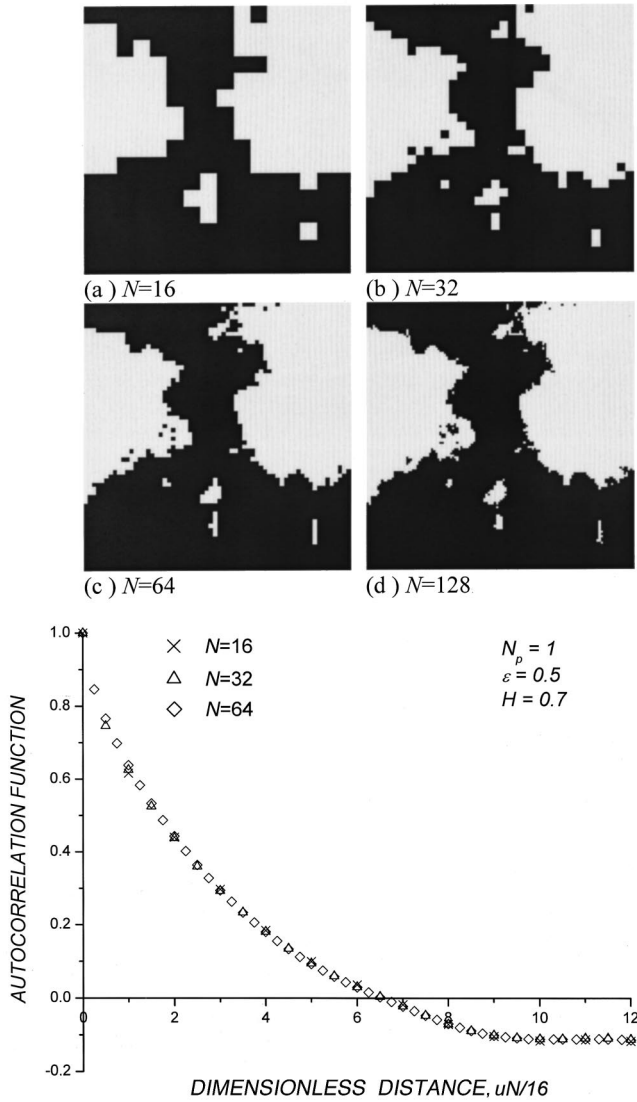 (a ) N=16
(b ) N=32
(c ) N=64
(d ) N=128
1.0
0.8
0.6
0.4
0.2
0.0
-0.2
0
2
4
6
8
10
12
AUTOCORRELATION FUNCTION
N=16
N=32
N=64
Np = 1
ε = 0.5
H = 0.7
DIMENSIONLESS DISTANCE, uN/16